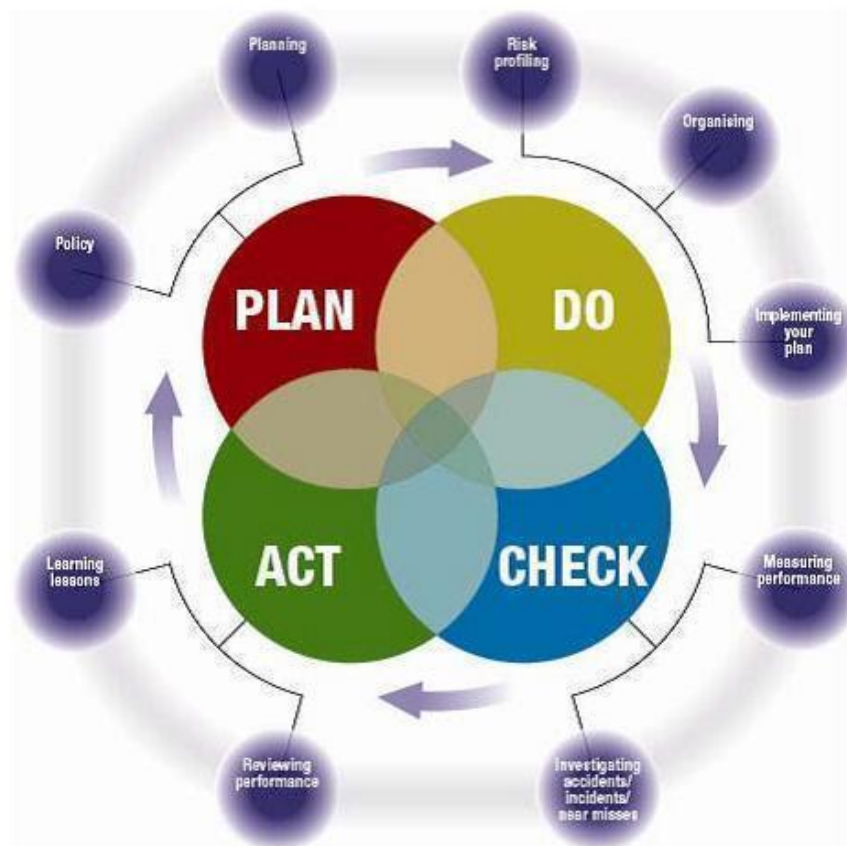 Planning
Risk
profiling
Organising
Policy
PLAN
DO
Implementing
your
plan
Learning
lessons
ACT
CHECK
Measuring
performance
Reviewing
performance
Investigating
accidents/
incidents/
near misses